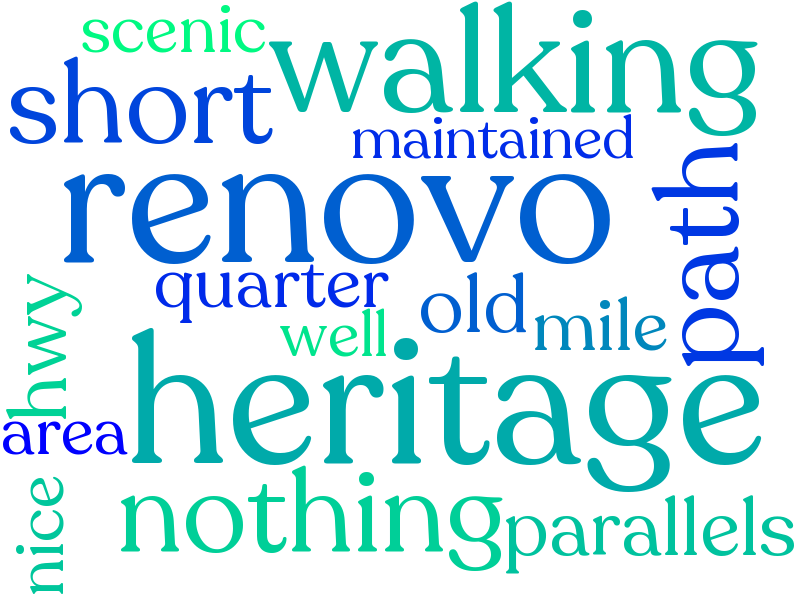 scenic
walking
short
maintained
renovo
path
quarter
old
mile
hwy
well
heritage
area
nothing
nice
parallels